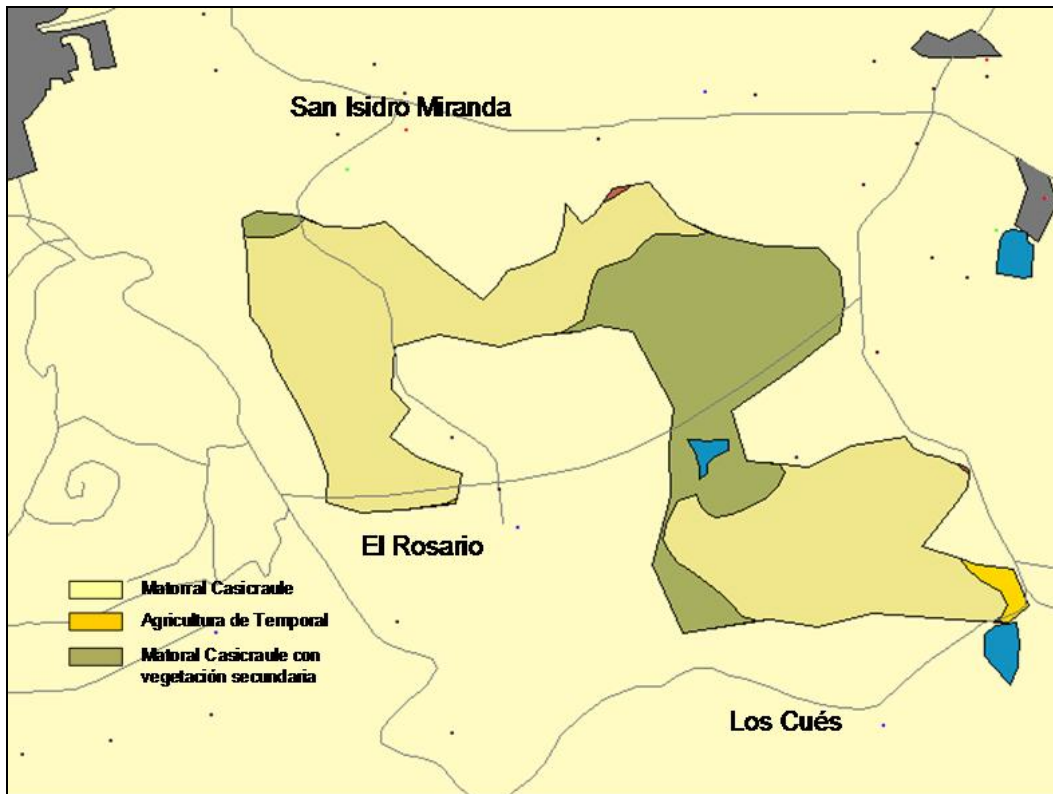 San Isidro Miranda
El Rosario
Matorral Casicraule
Agricultura de Temporal
Matoral Casicraule con
vegetación secundaria
Los Cués